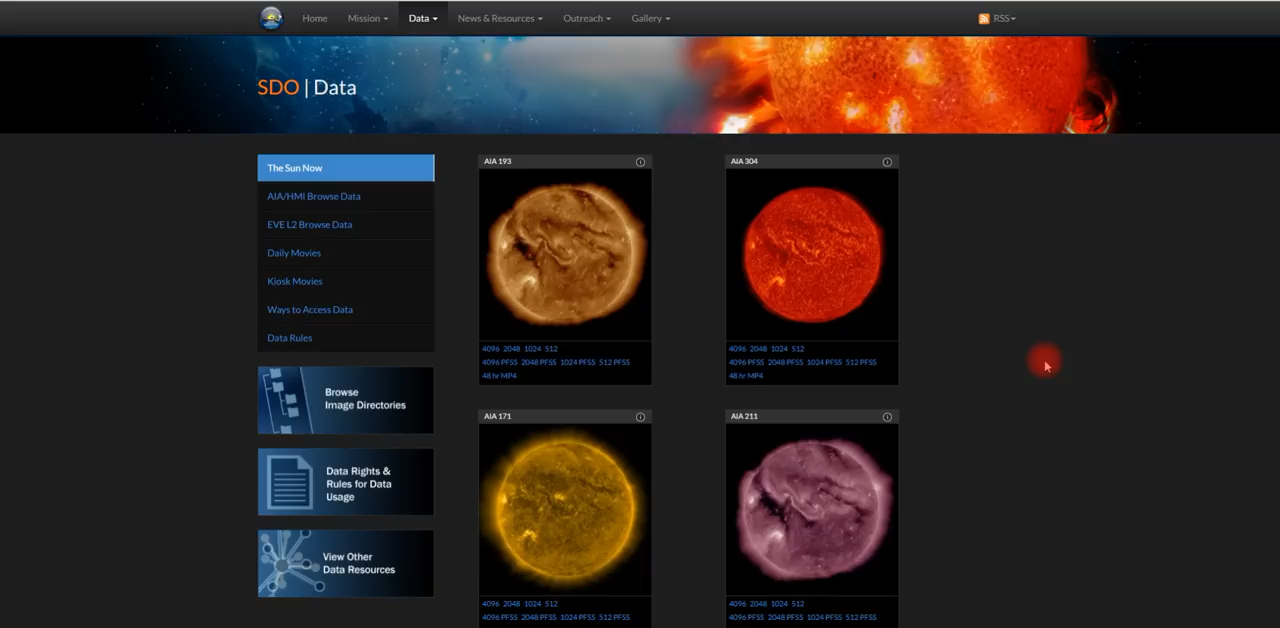 Home Mission Data News & Resources Outreach Gallery RSS
SDO | Data
The Sun Now
AIA/HMI Browse Data
EVE L2 Browse Data
Daily Movies
Kiosk Movies
Ways to Access Data
Data Rules
Browse
Image Directories
Data Rights &
Rules for Data
Usage
View Other
Data Resources
AIA 193
4096 2048 1024 512
4096 PFSS 2048 PFSS 1024 PFSS 512 PFSS
48 hr MP4
AIA 304
4096 2048 1024 512
4096 PFSS 2048 PFSS 1024 PFSS 512 PFSS
48 hr MP4
AIA 171
4096 2048 1024 512
4096 PFSS 2048 PFSS 1024 PFSS 512 PFSS
AIA 211
4096 2048 1024 512
4096 PFSS 2048 PFSS 1024 PFSS 512 PFSS